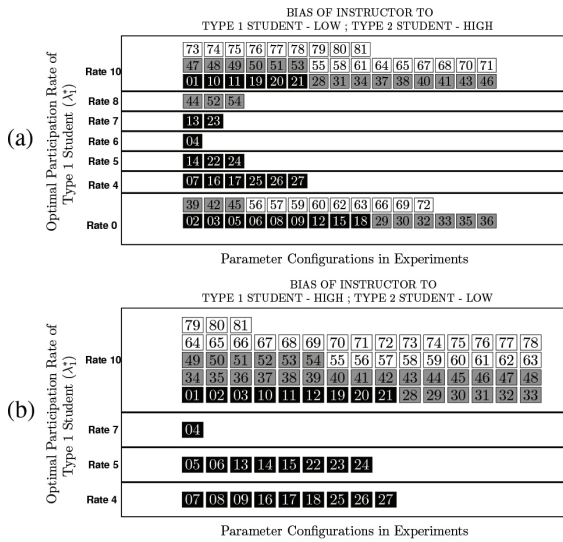 BIAS OF INSTRUCTOR TO
TYPE 1 STUDENT - LOW ; TYPE 2 STUDENT - HIGH
(a)
Optimal Participation Rate of
Type 1 Student (λ₁*)
73 74 75 76 77 78 79 80 81
47 48 49 50 51 53 55 58 61 64 65 67 68 70 71
Rate 10 01 10 11 19 20 21 28 31 34 37 38 40 41 43 46
Rate 8 44 52 54
Rate 7 13 23
Rate 6 04
Rate 5 14 22 24
Rate 4 07 16 17 25 26 27
39 42 45 56 57 59 60 62 63 66 69 72
Rate 0 02 03 05 06 08 09 12 15 18 29 30 32 33 35 36
Parameter Configurations in Experiments
BIAS OF INSTRUCTOR TO
TYPE 1 STUDENT - HIGH ; TYPE 2 STUDENT - LOW
(b)
Optimal Participation Rate of
Type 1 Student (λ₁*)
79 80 81
64 65 66 67 68 69 70 71 72 73 74 75 76 77 78
Rate 10 49 50 51 52 53 54 55 56 57 58 59 60 61 62 63
34 35 36 37 38 39 40 41 42 43 44 45 46 47 48
01 02 03 10 11 12 19 20 21 28 29 30 31 32 33
Rate 7 04
Rate 5 05 06 13 14 15 22 23 24
Rate 4 07 08 09 16 17 18 25 26 27
Parameter Configurations in Experiments